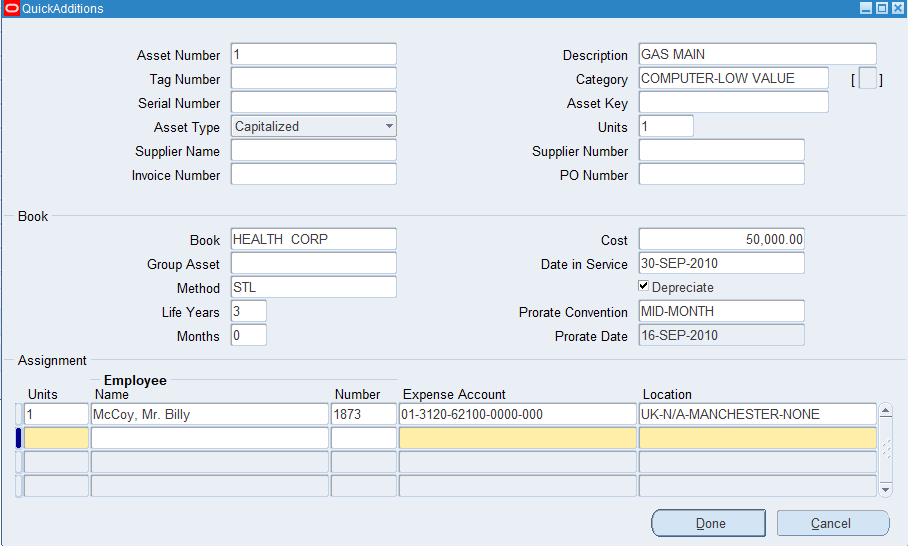 QuickAdditions
Asset Number 1 Description GAS MAIN
Tag Number Category COMPUTER-LOW VALUE [ ]
Serial Number Asset Key
Asset Type Capitalized Units 1
Supplier Name Supplier Number
Invoice Number PO Number
Book
Book HEALTH CORP Cost 50,000.00
Group Asset Date in Service 30-SEP-2010
Method STL Depreciate
Life Years 3 Prorate Convention MID-MONTH
Months 0 Prorate Date 16-SEP-2010
Assignment
Employee
Units Name Number Expense Account Location
1 McCoy, Mr. Billy 1873 01-3120-62100-0000-000 UK-N/A-MANCHESTER-NONE
Done Cancel